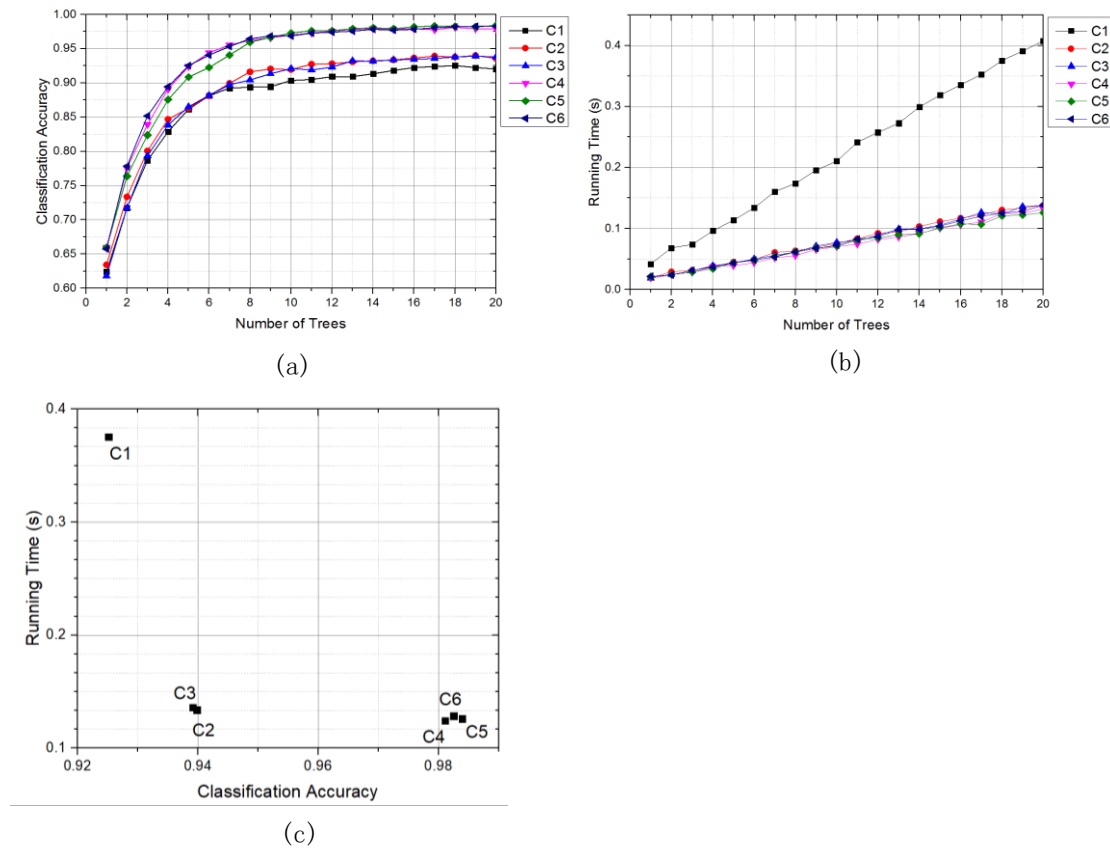 1.00
0.95
0.90
0.85
0.80
0.75
0.70
0.65
0.60
Classification Accuracy
0 2 4 6 8 10 12 14 16 18 20
Number of Trees
C1
C2
C3
C4
C5
C6
(a)
0.4
0.3
0.2
0.1
0.0
Running Time (s)
0 2 4 6 8 10 12 14 16 18 20
Number of Trees
C1
C2
C3
C4
C5
C6
(b)
0.4
0.3
0.2
0.1
Running Time (s)
C1
C3
C2
C6
C4
C5
0.92 0.94 0.96 0.98
Classification Accuracy
(c)